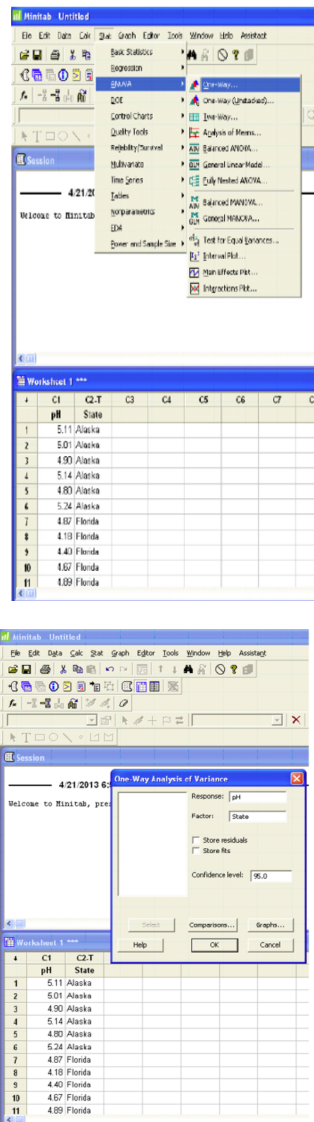 Minitab Untitled
File Edit Data Calc Stat Graph Editor Tools Window Help Assistant
Basic Statistics
Regression
ANOVA
DOE
Control Charts
Quality Tools
Reliability/Survival
Multivariate
Time Series
Tables
Nonparametrics
EDA
Power and Sample Size
One-Way...
One-Way (Unstacked)...
Two-Way...
Analysis of Means...
Balanced ANOVA...
General Linear Model...
Fully Nested ANOVA...
Balanced MANOVA...
General MANOVA...
Test for Equal Variances...
Interval Plot...
Main Effects Plot...
Interactions Plot...
Session
4/21/20
Welcome to Minitab
Worksheet 1 ***
C1 C2-T C3 C4 C5 C6 C7
pH State
1 5.11 Alaska
2 5.01 Alaska
3 4.90 Alaska
4 5.14 Alaska
5 4.80 Alaska
6 5.24 Alaska
7 4.87 Florida
8 4.18 Florida
9 4.40 Florida
10 4.67 Florida
11 4.89 Florida
Minitab Untitled
File Edit Data Calc Stat Graph Editor Tools Window Help Assistant
Session
4/21/2013 6:
Welcome to Minitab, pre
One-Way Analysis of Variance
Response: pH
Factor: State
Store residuals
Store fits
Confidence level: 95.0
Select Comparisons... Graphs...
Help OK Cancel
Worksheet 1 ***
C1 C2-T
pH State
1 5.11 Alaska
2 5.01 Alaska
3 4.90 Alaska
4 5.14 Alaska
5 4.80 Alaska
6 5.24 Alaska
7 4.87 Florida
8 4.18 Florida
9 4.40 Florida
10 4.67 Florida
11 4.89 Florida